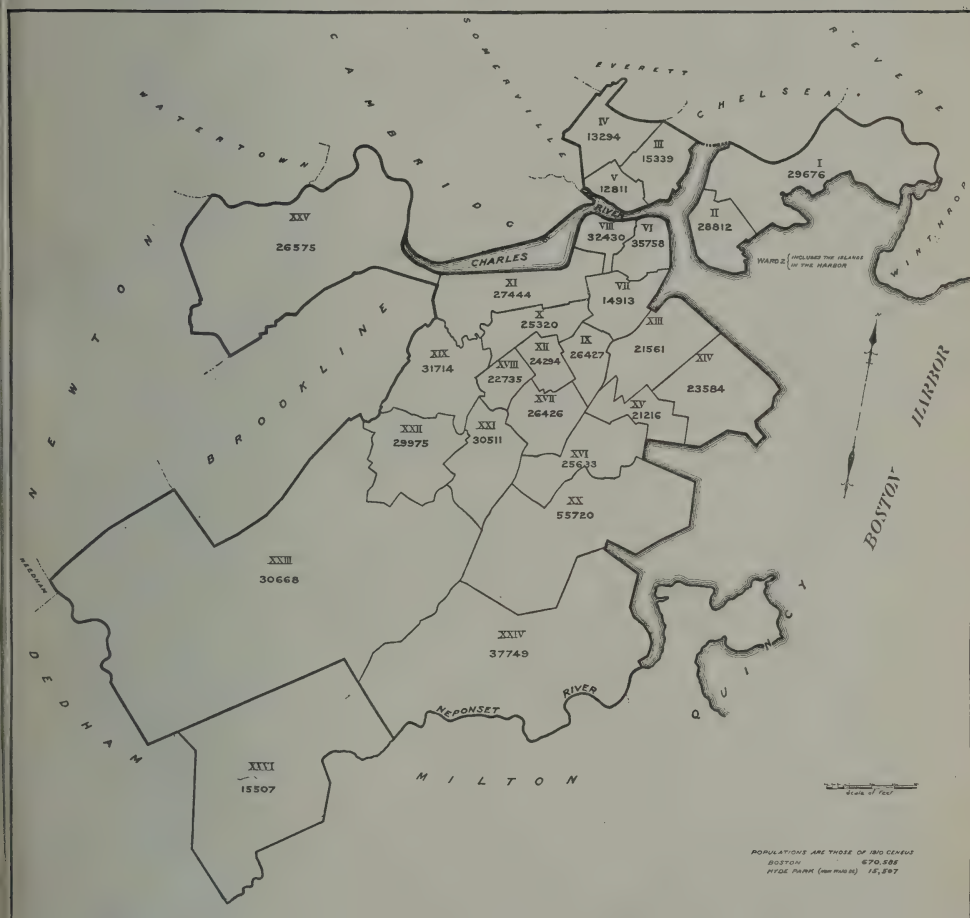 SOMERVILLE
REVERE
CAMBRIDG
EVERETT
WATERTOWN
CHELSEA
IV
13294
III
15339
I
29676
V
12811
RIVER
XXV
26575
VIII
32430
VI
35758
II
28812
WINTHROP
CHARLES
WARD 2 { INCLUDES THE ISLANDS
IN THE HARBOR
NEWTON
XI
27444
VII
14913
X
25320
XIII
21561
BROOKLINE
XIX
31714
XVIII
22735
XII
24294
IX
26427
XIV
23584
XVII
26426
XV
21216
BOSTON HARBOR
XXII
29975
XXI
30511
XVI
25633
XX
55720
XXIII
30668
NEEDHAM
XXIV
37749
QUINCY
DEDHAM
NEPONSET RIVER
XXVI
15507
MILTON
Scale of Feet
POPULATIONS ARE THOSE OF 1910 CENSUS
BOSTON 670,585
HYDE PARK (NOW WARD 26) 15,507